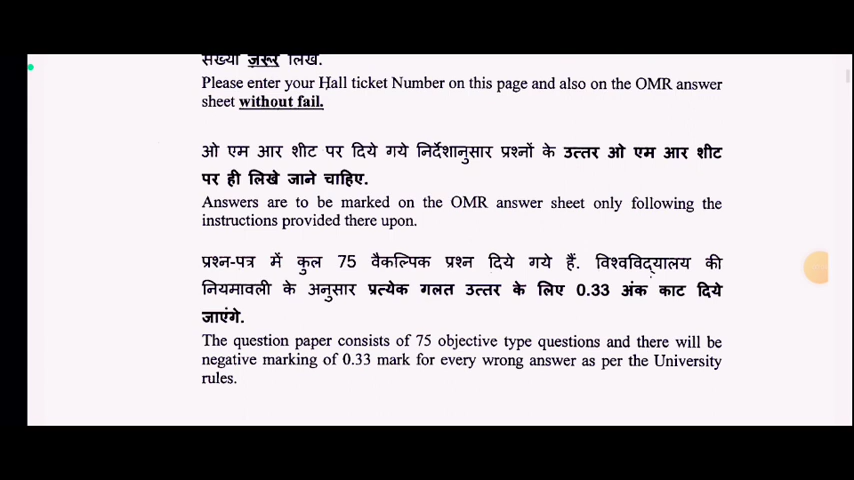 संख्या ज़रूर लिखें.
Please enter your Hall ticket Number on this page and also on the OMR answer
sheet without fail.
ओ एम आर शीट पर दिये गये निर्देशानुसार प्रश्नों के उत्तर ओ एम आर शीट
पर ही लिखे जाने चाहिए.
Answers are to be marked on the OMR answer sheet only following the
instructions provided there upon.
प्रश्न-पत्र में कुल 75 वैकल्पिक प्रश्न दिये गये हैं. विश्वविद्यालय की
नियमावली के अनुसार प्रत्येक गलत उत्तर के लिए 0.33 अंक काट दिये
जाएंगे.
The question paper consists of 75 objective type questions and there will be
negative marking of 0.33 mark for every wrong answer as per the University
rules.